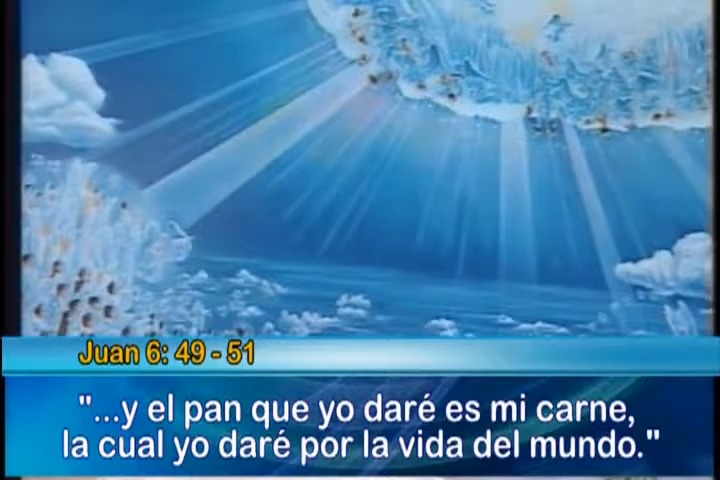 Juan 6: 49 - 51
"...y el pan que yo daré es mi carne,
la cual yo daré por la vida del mundo."